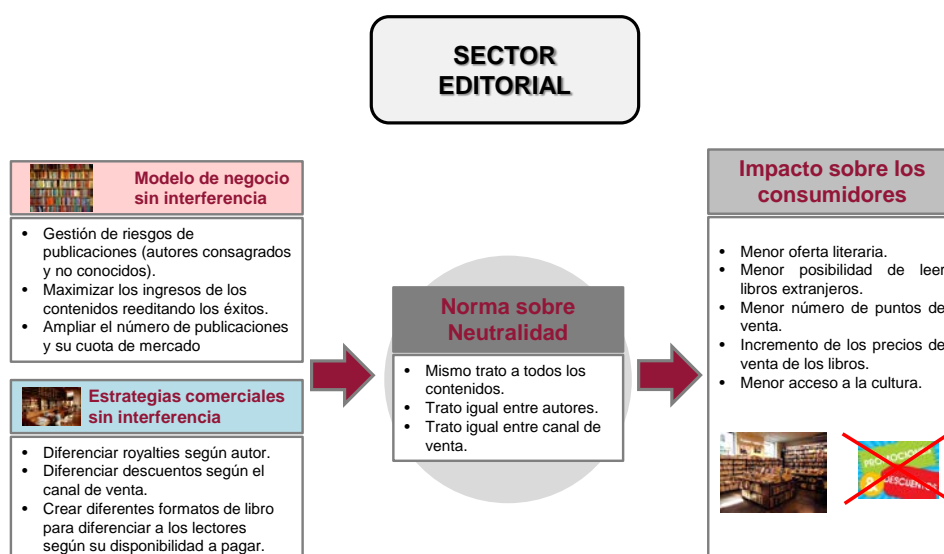 SECTOR
EDITORIAL
Modelo de negocio
sin interferencia
• Gestión de riesgos de
publicaciones (autores consagrados
y no conocidos).
• Maximizar los ingresos de los
contenidos reeditando los éxitos.
• Ampliar el número de publicaciones
y su cuota de mercado
Estrategias comerciales
sin interferencia
• Diferenciar royalties según autor.
• Diferenciar descuentos según el
canal de venta.
• Crear diferentes formatos de libro
para diferenciar a los lectores
según su disponibilidad a pagar.
Norma sobre
Neutralidad
• Mismo trato a todos los
contenidos.
• Trato igual entre autores.
• Trato igual entre canal de
venta.
Impacto sobre los
consumidores
• Menor oferta literaria.
• Menor posibilidad de leer
libros extranjeros.
• Menor número de puntos de
venta.
• Incremento de los precios de
venta de los libros.
• Menor acceso a la cultura.
PROMOCIONES
& DESCUENTOS